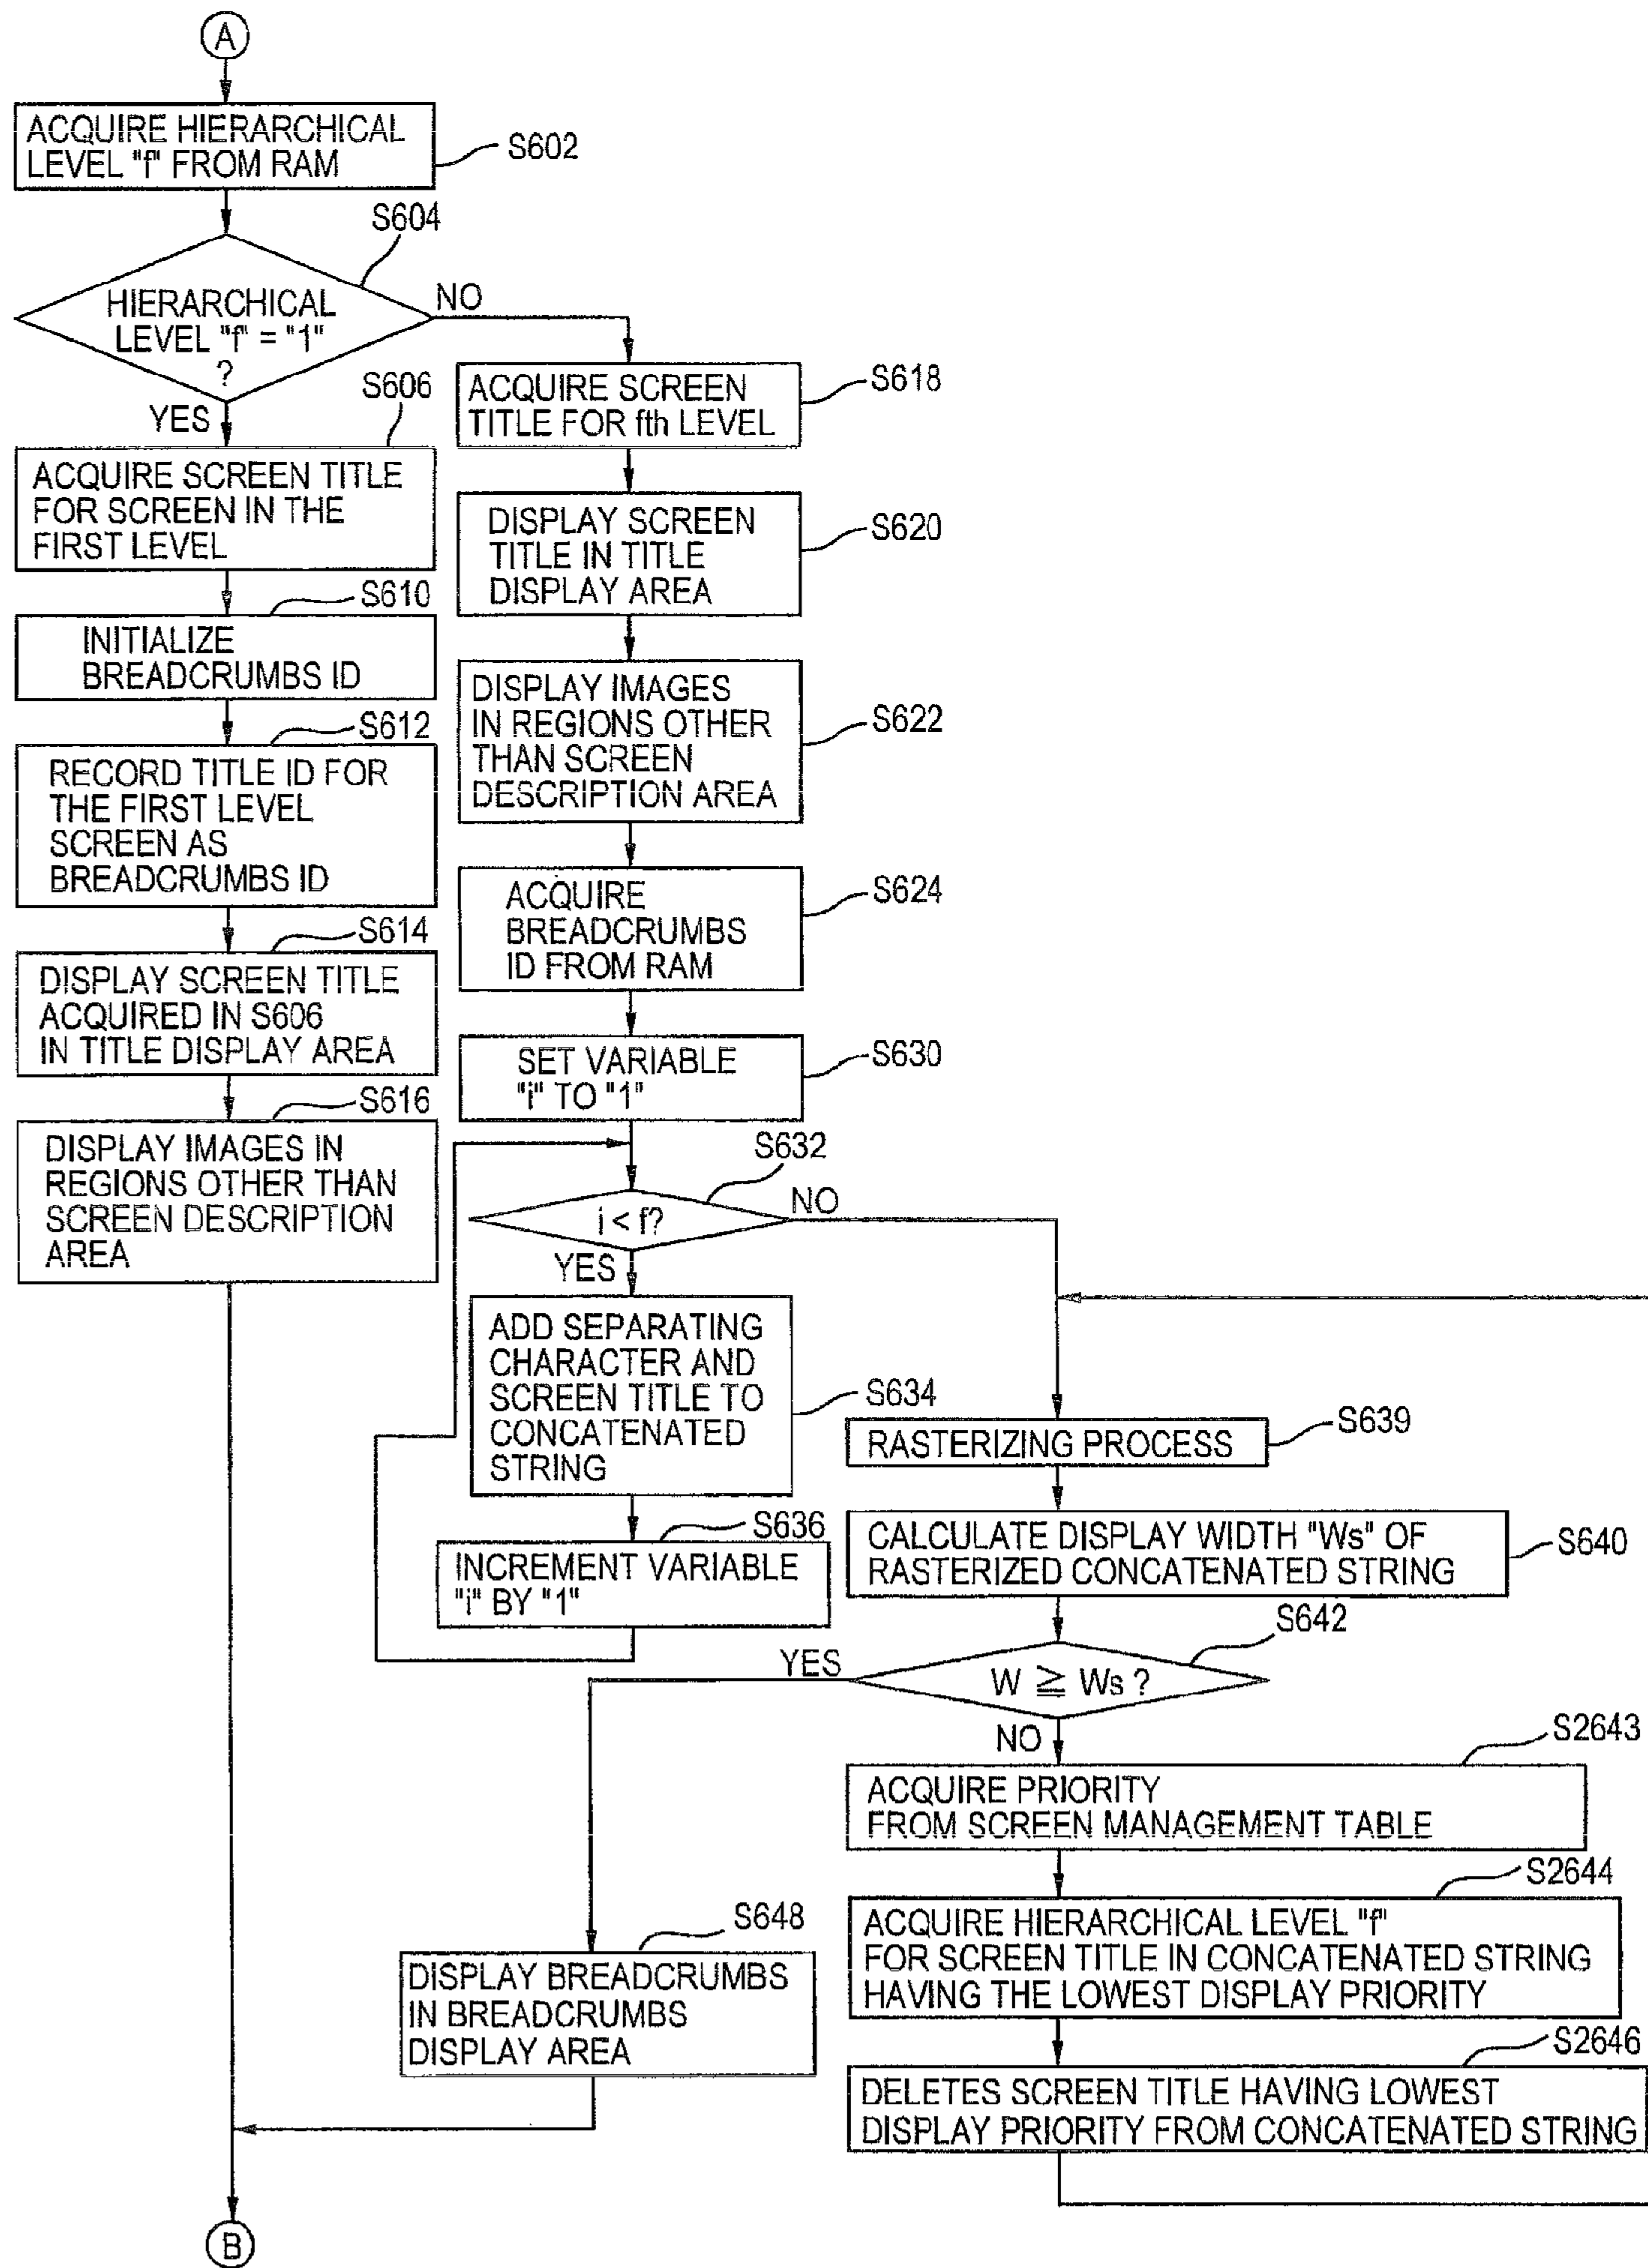 A
ACQUIRE HIERARCHICAL
LEVEL "f" FROM RAM
S602
S604
HIERARCHICAL
LEVEL "f" = "1"
?
NO
YES
S606
ACQUIRE SCREEN TITLE
FOR SCREEN IN THE
FIRST LEVEL
S610
INITIALIZE
BREADCRUMBS ID
S612
RECORD TITLE ID FOR
THE FIRST LEVEL
SCREEN AS
BREADCRUMBS ID
S614
DISPLAY SCREEN TITLE
ACQUIRED IN S606
IN TITLE DISPLAY AREA
S616
DISPLAY IMAGES IN
REGIONS OTHER THAN
SCREEN DESCRIPTION
AREA
ACQUIRE SCREEN
TITLE FOR fth LEVEL
S618
DISPLAY SCREEN
TITLE IN TITLE
DISPLAY AREA
S620
DISPLAY IMAGES
IN REGIONS OTHER
THAN SCREEN
DESCRIPTION AREA
S622
ACQUIRE
BREADCRUMBS
ID FROM RAM
S624
SET VARIABLE
"i" TO "1"
S630
S632
i < f?
NO
YES
ADD SEPARATING
CHARACTER AND
SCREEN TITLE TO
CONCATENATED
STRING
S634
S636
INCREMENT VARIABLE
"i" BY "1"
RASTERIZING PROCESS
S639
CALCULATE DISPLAY WIDTH "Ws" OF
RASTERIZED CONCATENATED STRING
S640
S642
W ≧ Ws ?
YES
NO
S2643
ACQUIRE PRIORITY
FROM SCREEN MANAGEMENT TABLE
S2644
ACQUIRE HIERARCHICAL LEVEL "f"
FOR SCREEN TITLE IN CONCATENATED STRING
HAVING THE LOWEST DISPLAY PRIORITY
S2646
DELETES SCREEN TITLE HAVING LOWEST
DISPLAY PRIORITY FROM CONCATENATED STRING
S648
DISPLAY BREADCRUMBS
IN BREADCRUMBS
DISPLAY AREA
B